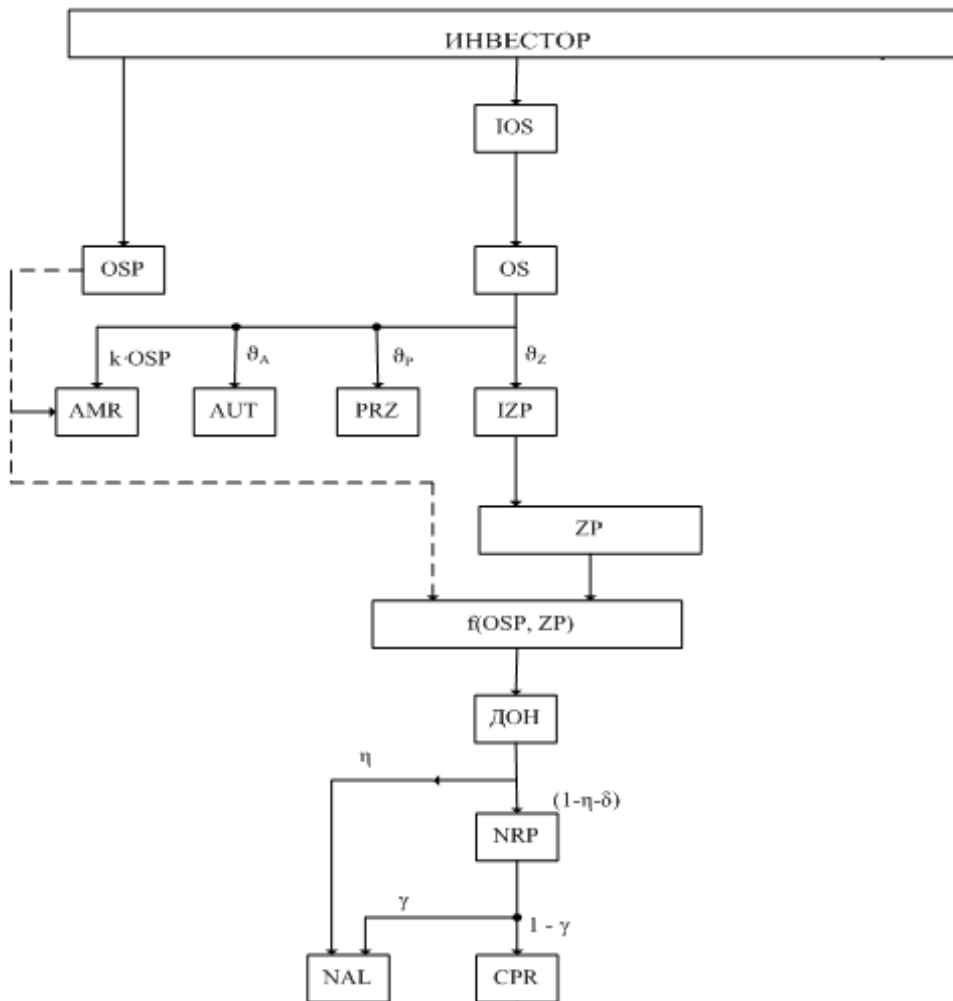 ИНВЕСТОР
IOS
OSP
OS
k·OSP
ϑA
ϑP
ϑZ
AMR
AUT
PRZ
IZP
ZP
f(OSP, ZP)
ДОН
η
(1-η-δ)
NRP
γ
1 - γ
NAL
CPR